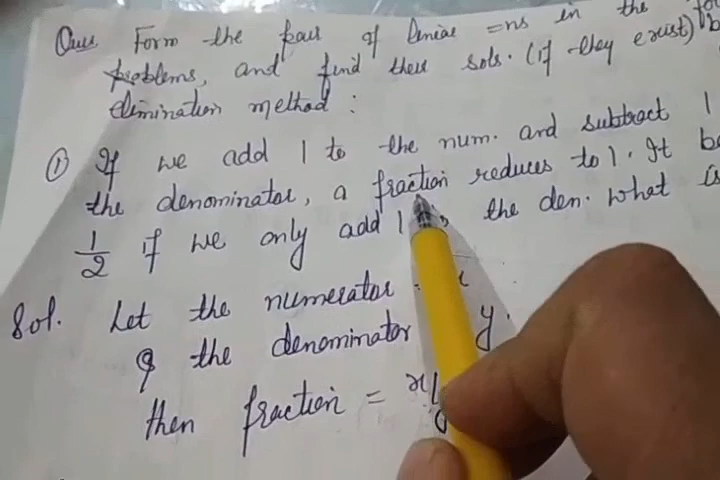 Ques Form the pair of linear =ns in the
problems, and find their sols. (if they exist) b
elimination method :
① If we add 1 to the num. and subtract 1
the denominator, a fraction reduces to 1. It be
1/2 if we only add 1 the den. what is
Sol. Let the numerator
& the denominator y.
then fraction = x/y